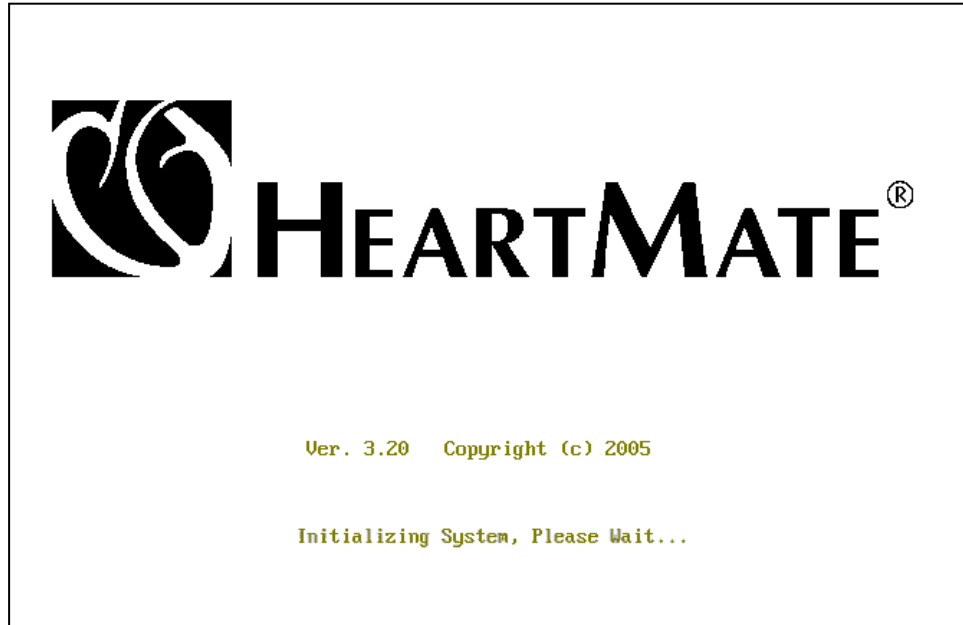 HEARTMATE®
Ver. 3.20 Copyright (c) 2005
Initializing System, Please Wait...